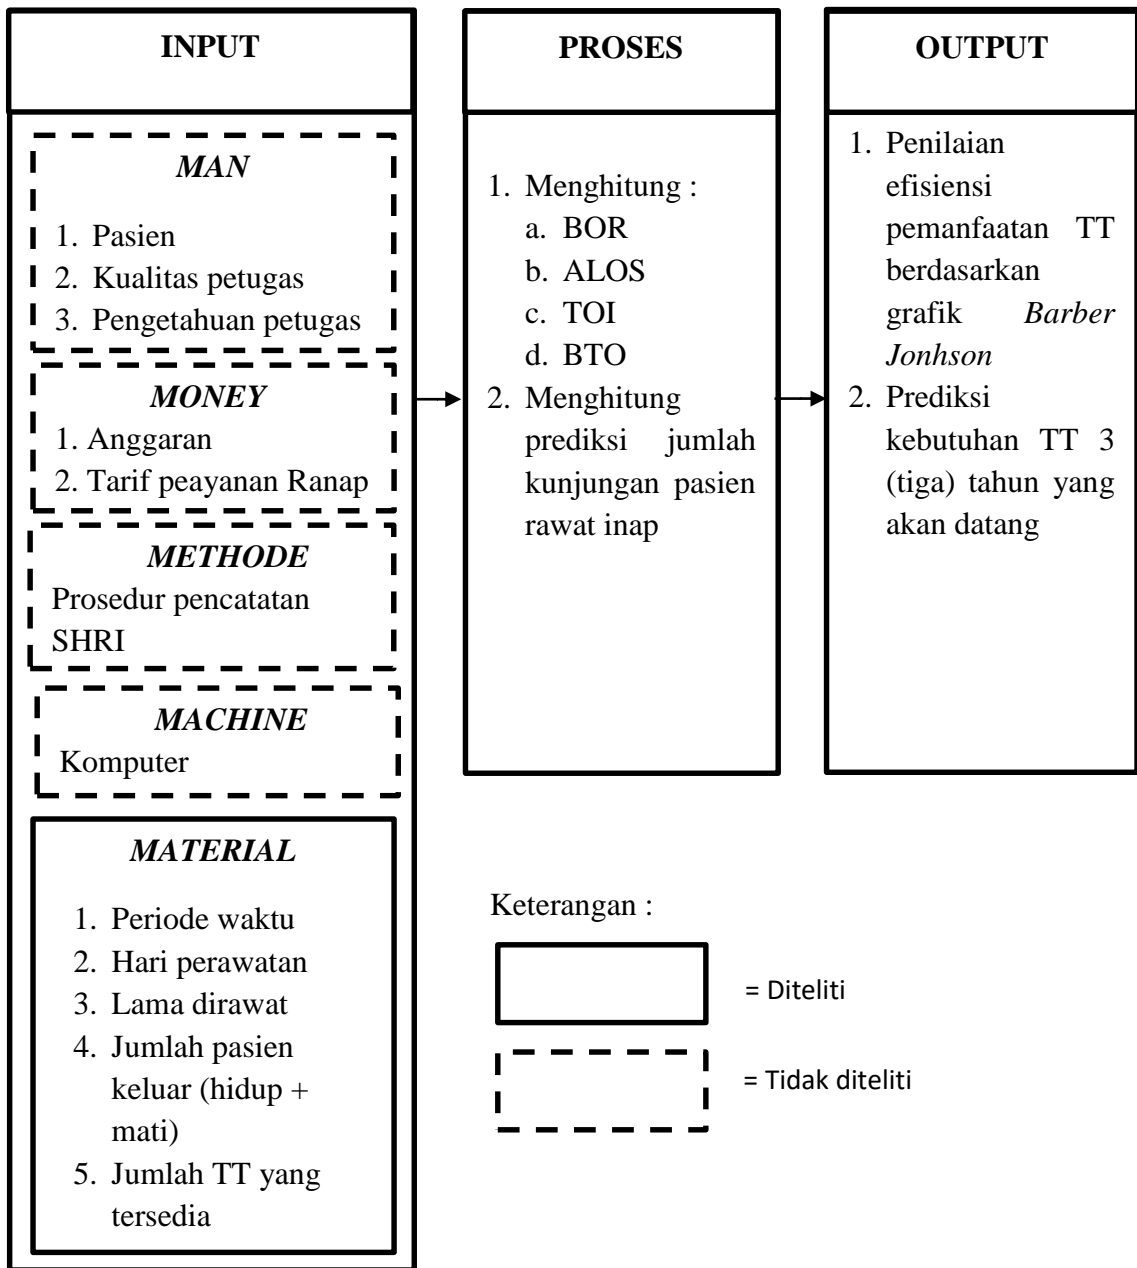 INPUT
MAN
1. Pasien
2. Kualitas petugas
3. Pengetahuan petugas
MONEY
1. Anggaran
2. Tarif peayanan Ranap
METHODE
Prosedur pencatatan
SHRI
MACHINE
Komputer
MATERIAL
1. Periode waktu
2. Hari perawatan
3. Lama dirawat
4. Jumlah pasien
keluar (hidup +
mati)
5. Jumlah TT yang
tersedia
PROSES
1. Menghitung :
a. BOR
b. ALOS
c. TOI
d. BTO
2. Menghitung
prediksi jumlah
kunjungan pasien
rawat inap
OUTPUT
1. Penilaian
efisiensi
pemanfaatan TT
berdasarkan
grafik Barber
Jonhson
2. Prediksi
kebutuhan TT 3
(tiga) tahun yang
akan datang
Keterangan :
= Diteliti
= Tidak diteliti